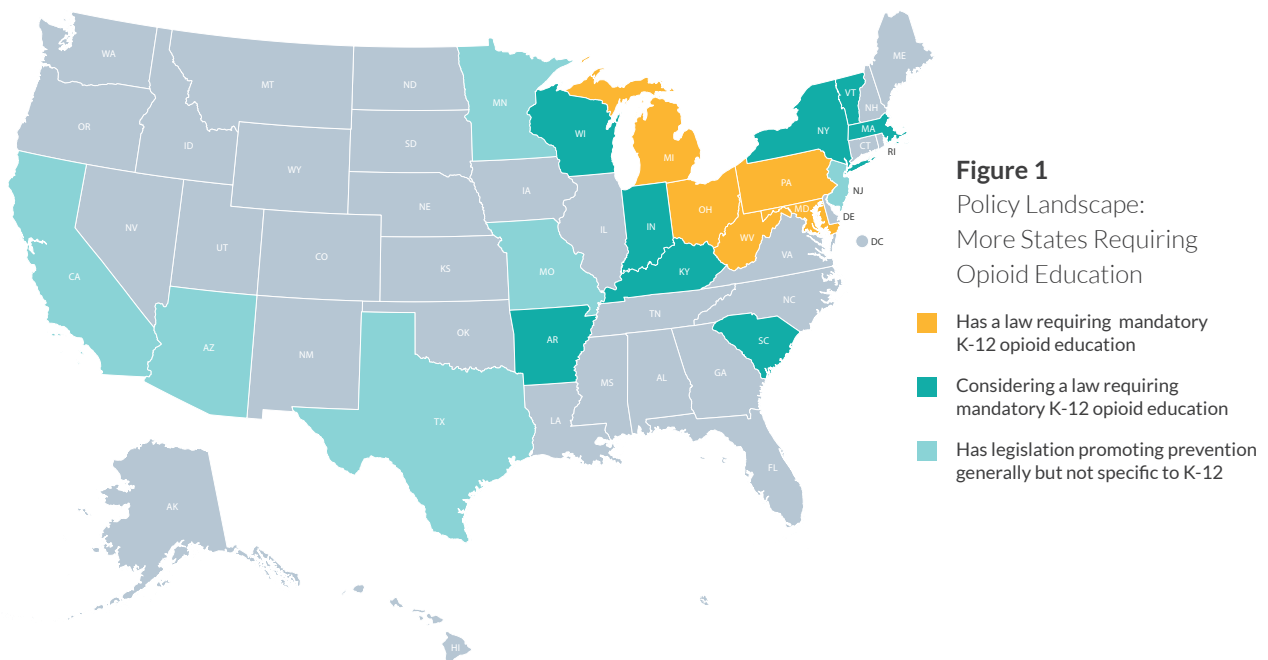 WA
MT
ND
MN
ME
OR
ID
WY
SD
WI
MI
NY
VT
NH
MA
CT
RI
NV
UT
CO
NE
IA
IL
IN
OH
PA
NJ
MD
DE
DC
CA
AZ
NM
KS
MO
KY
WV
VA
OK
AR
TN
NC
SC
TX
LA
MS
AL
GA
FL
AK
HI
Figure 1
Policy Landscape:
More States Requiring
Opioid Education
Has a law requiring mandatory
K-12 opioid education
Considering a law requiring
mandatory K-12 opioid education
Has legislation promoting prevention
generally but not specific to K-12